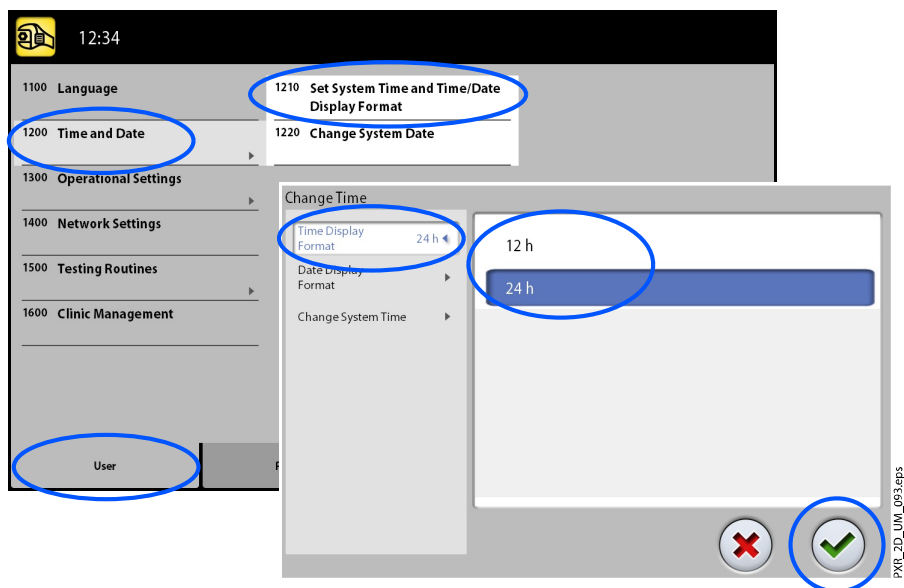 12:34
1100 Language
1200 Time and Date
1300 Operational Settings
1400 Network Settings
1500 Testing Routines
1600 Clinic Management
1210 Set System Time and Time/Date
Display Format
1220 Change System Date
User
Change Time
Time Display
Format 24 h
Date Display
Format
Change System Time
12 h
24 h
PXR_2D_UM_093.eps